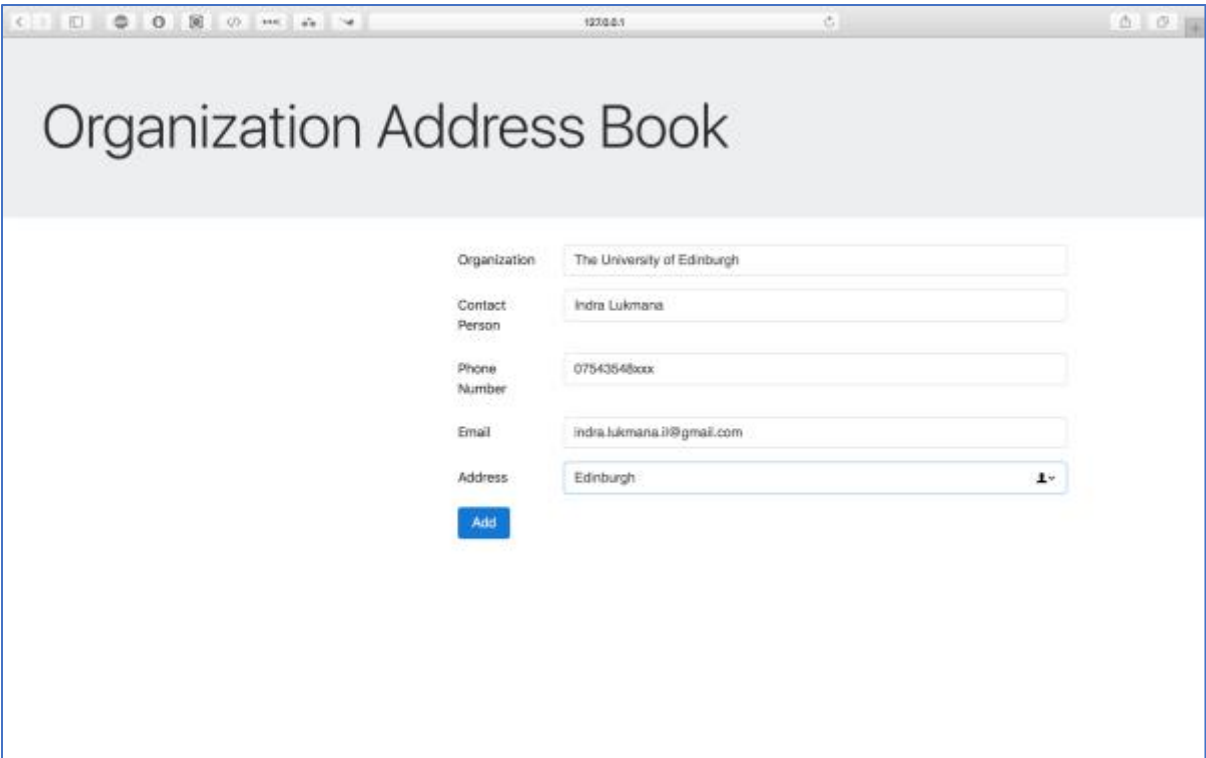 127.0.0.1
Organization Address Book
Organization The University of Edinburgh
Contact Person Indra Lukmana
Phone Number 07543548xxx
Email indra.lukmana.il@gmail.com
Address Edinburgh
Add